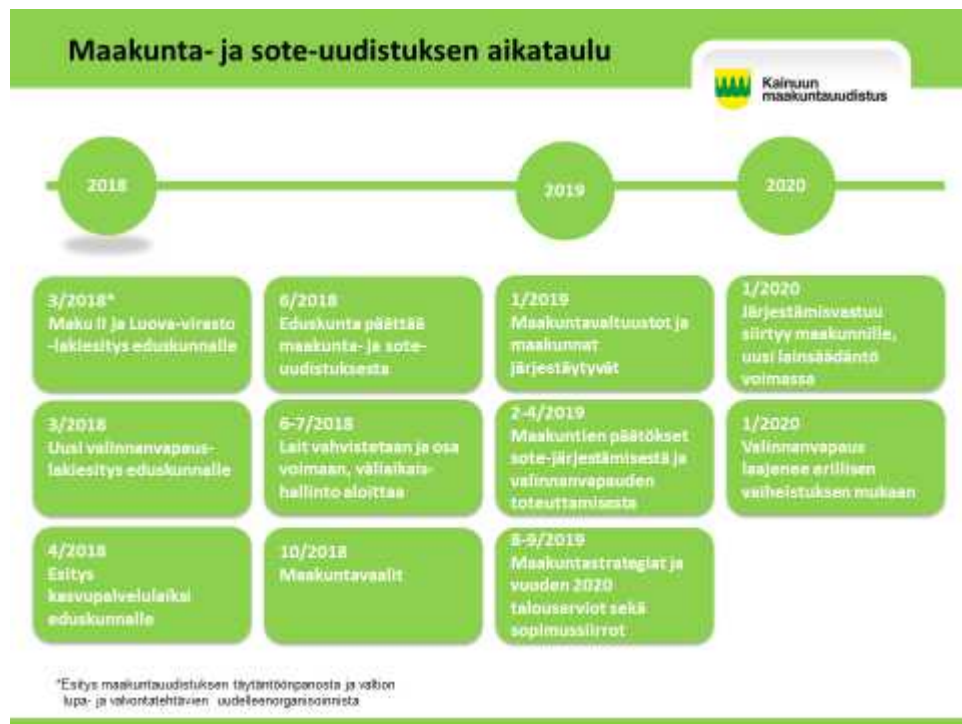 Maakunta- ja sote-uudistuksen aikataulu
Kainuun
maakuntauudistus
2018
2019
2020
3/2018*
Maku II ja Luova-virasto
-lakiesitys eduskunnalle
6/2018
Eduskunta päättää
maakunta- ja sote-
uudistuksesta
1/2019
Maakuntavaltuustot ja
maakunnat
järjestäytyvät
1/2020
Järjestämisvastuu
siirtyy maakunnille,
uusi lainsäädäntö
voimassa
3/2018
Uusi valinnanvapaus-
lakiesitys eduskunnalle
6-7/2018
Lait vahvistetaan ja osa
voimaan, väliaikais-
hallinto aloittaa
2-4/2019
Maakuntien päätökset
sote-järjestämisestä ja
valinnanvapauden
toteuttamisesta
1/2020
Valinnanvapaus
laajenee erillisen
vaiheistuksen mukaan
4/2018
Esitys
kasvupalvelulaiksi
eduskunnalle
10/2018
Maakuntavaalit
8-9/2019
Maakuntastrategiat ja
vuoden 2020
talousarviot sekä
sopimussiirrot
*Esitys maakuntauudistuksen täytäntöönpanosta ja valtion
lupa- ja valvontatehtävien uudelleenorganisoinnista